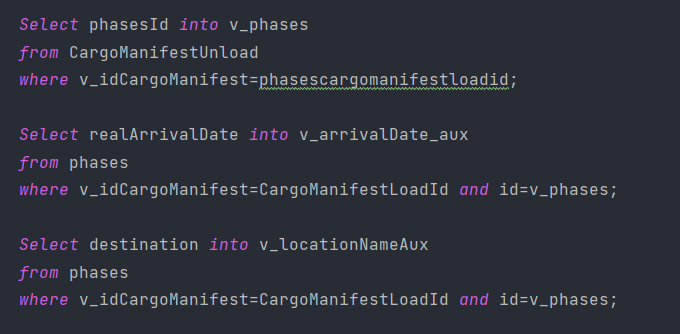 Select phasesId into v_phases
from CargoManifestUnload
where v_idCargoManifest=phasescargomanifestloadid;
Select realArrivalDate into v_arrivalDate_aux
from phases
where v_idCargoManifest=CargoManifestLoadId and id=v_phases;
Select destination into v_locationNameAux
from phases
where v_idCargoManifest=CargoManifestLoadId and id=v_phases;